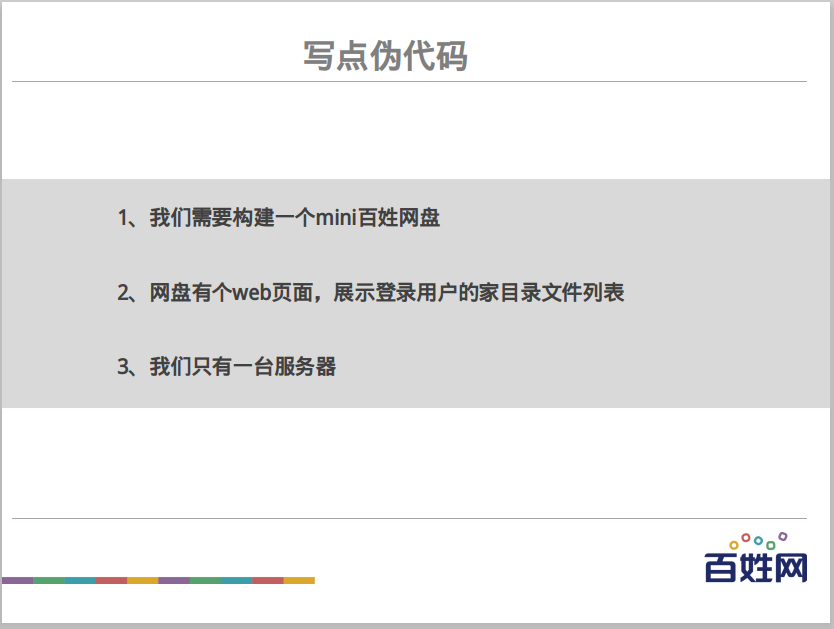 写点伪代码
1、我们需要构建一个mini百姓网盘
2、网盘有个web页面，展示登录用户的家目录文件列表
3、我们只有一台服务器
百姓网